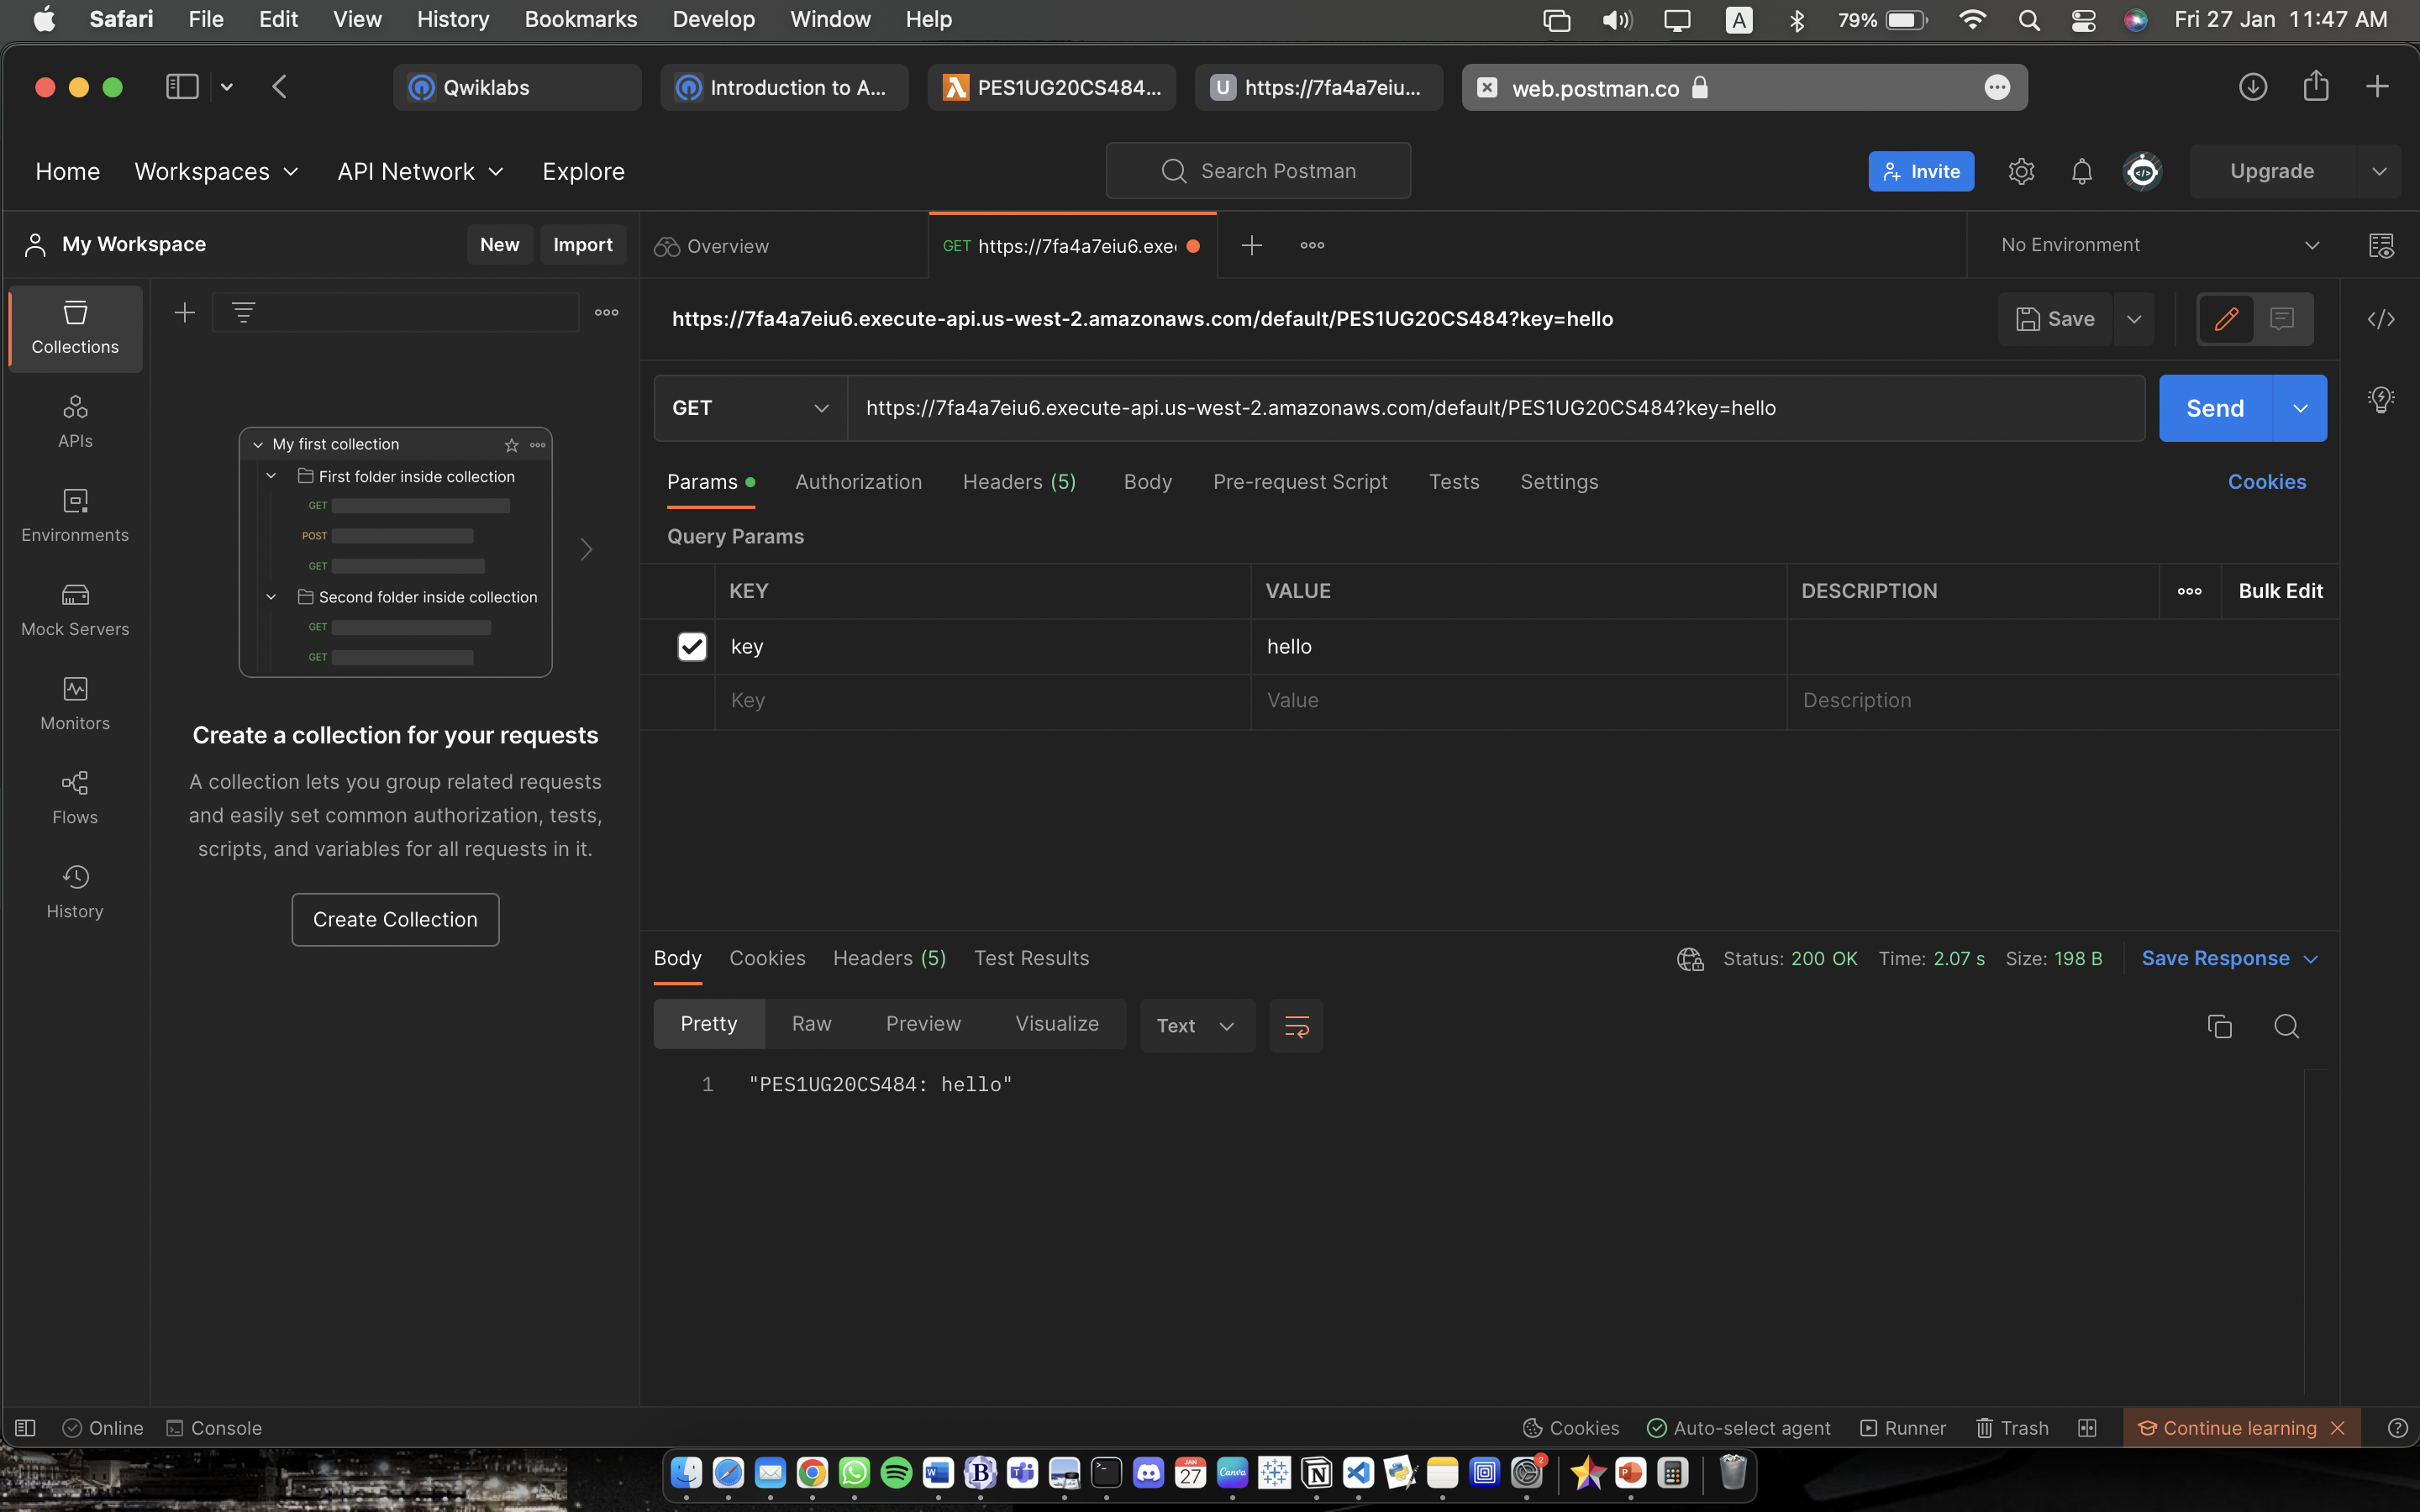 Safari File Edit View History Bookmarks Develop Window Help A 79% Fri 27 Jan 11:47 AM
Qwiklabs Introduction to A... PES1UG20CS484... U https://7fa4a7eiu... web.postman.co
Home Workspaces API Network Explore Search Postman Invite Upgrade
My Workspace New Import Overview GET https://7fa4a7eiu6.exe No Environment
Collections
APIs
Environments
Mock Servers
Monitors
Flows
History
My first collection
First folder inside collection
GET
POST
GET
Second folder inside collection
GET
GET
Create a collection for your requests
A collection lets you group related requests
and easily set common authorization, tests,
scripts, and variables for all requests in it.
Create Collection
https://7fa4a7eiu6.execute-api.us-west-2.amazonaws.com/default/PES1UG20CS484?key=hello Save
GET https://7fa4a7eiu6.execute-api.us-west-2.amazonaws.com/default/PES1UG20CS484?key=hello Send
Params Authorization Headers (5) Body Pre-request Script Tests Settings Cookies
Query Params
KEY VALUE DESCRIPTION Bulk Edit
key hello
Key Value Description
Body Cookies Headers (5) Test Results Status: 200 OK Time: 2.07 s Size: 198 B Save Response
Pretty Raw Preview Visualize Text
1 "PES1UG20CS484: hello"
Online Console Cookies Auto-select agent Runner Trash Continue learning
W B JAN 27 Canva N 2 P